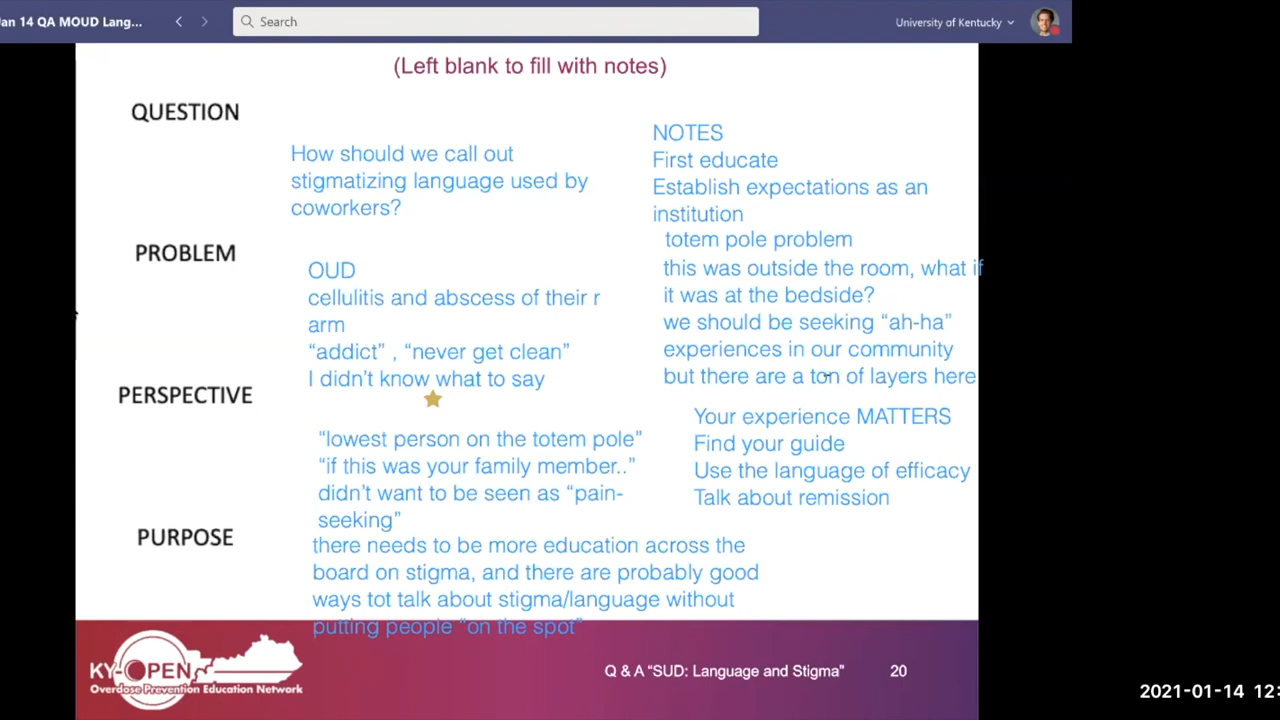 Jan 14 QA MOUD Lang...
Search
University of Kentucky
(Left blank to fill with notes)
QUESTION
How should we call out
stigmatizing language used by
coworkers?
NOTES
First educate
Establish expectations as an
institution
totem pole problem
this was outside the room, what if
it was at the bedside?
we should be seeking “ah-ha”
experiences in our community
but there are a ton of layers here
PROBLEM
OUD
cellulitis and abscess of their r
arm
“addict” , “never get clean”
I didn’t know what to say
PERSPECTIVE
“lowest person on the totem pole”
“if this was your family member..”
didn’t want to be seen as “pain-
seeking”
Your experience MATTERS
Find your guide
Use the language of efficacy
Talk about remission
PURPOSE
there needs to be more education across the
board on stigma, and there are probably good
ways tot talk about stigma/language without
putting people “on the spot”
KY-OPEN
Overdose Prevention Education Network
Q & A “SUD: Language and Stigma”
20
2021-01-14 12: